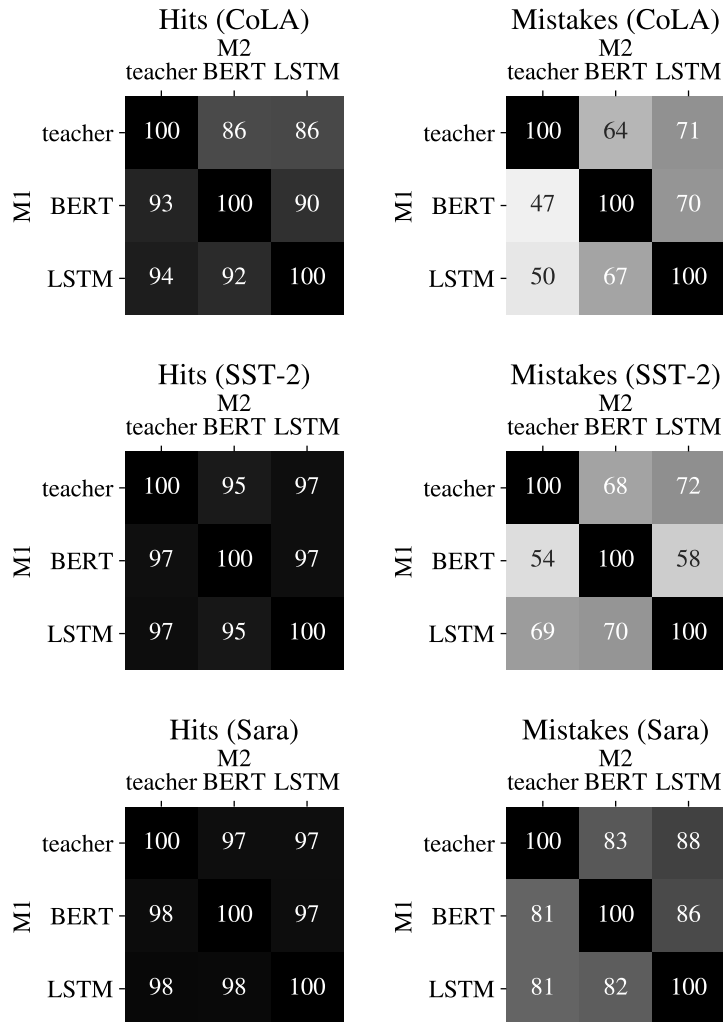 Hits (CoLA)
M2
teacher BERT LSTM
teacher 100 86 86
M1
BERT 93 100 90
LSTM 94 92 100
Mistakes (CoLA)
M2
teacher BERT LSTM
teacher 100 64 71
M1
BERT 47 100 70
LSTM 50 67 100
Hits (SST-2)
M2
teacher BERT LSTM
teacher 100 95 97
M1
BERT 97 100 97
LSTM 97 95 100
Mistakes (SST-2)
M2
teacher BERT LSTM
teacher 100 68 72
M1
BERT 54 100 58
LSTM 69 70 100
Hits (Sara)
M2
teacher BERT LSTM
teacher 100 97 97
M1
BERT 98 100 97
LSTM 98 98 100
Mistakes (Sara)
M2
teacher BERT LSTM
teacher 100 83 88
M1
BERT 81 100 86
LSTM 81 82 100